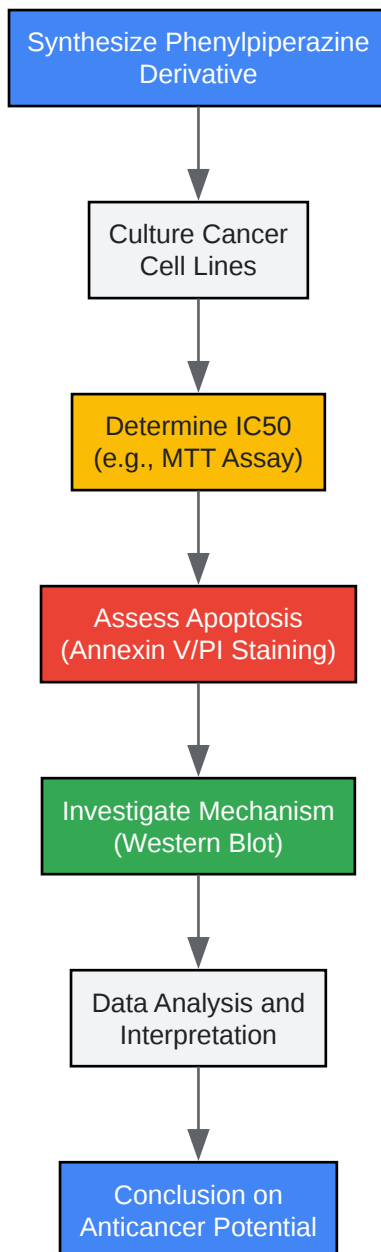 Synthesize Phenylpiperazine
Derivative
Culture Cancer
Cell Lines
Determine IC50
(e.g., MTT Assay)
Assess Apoptosis
(Annexin V/PI Staining)
Investigate Mechanism
(Western Blot)
Data Analysis and
Interpretation
Conclusion on
Anticancer Potential